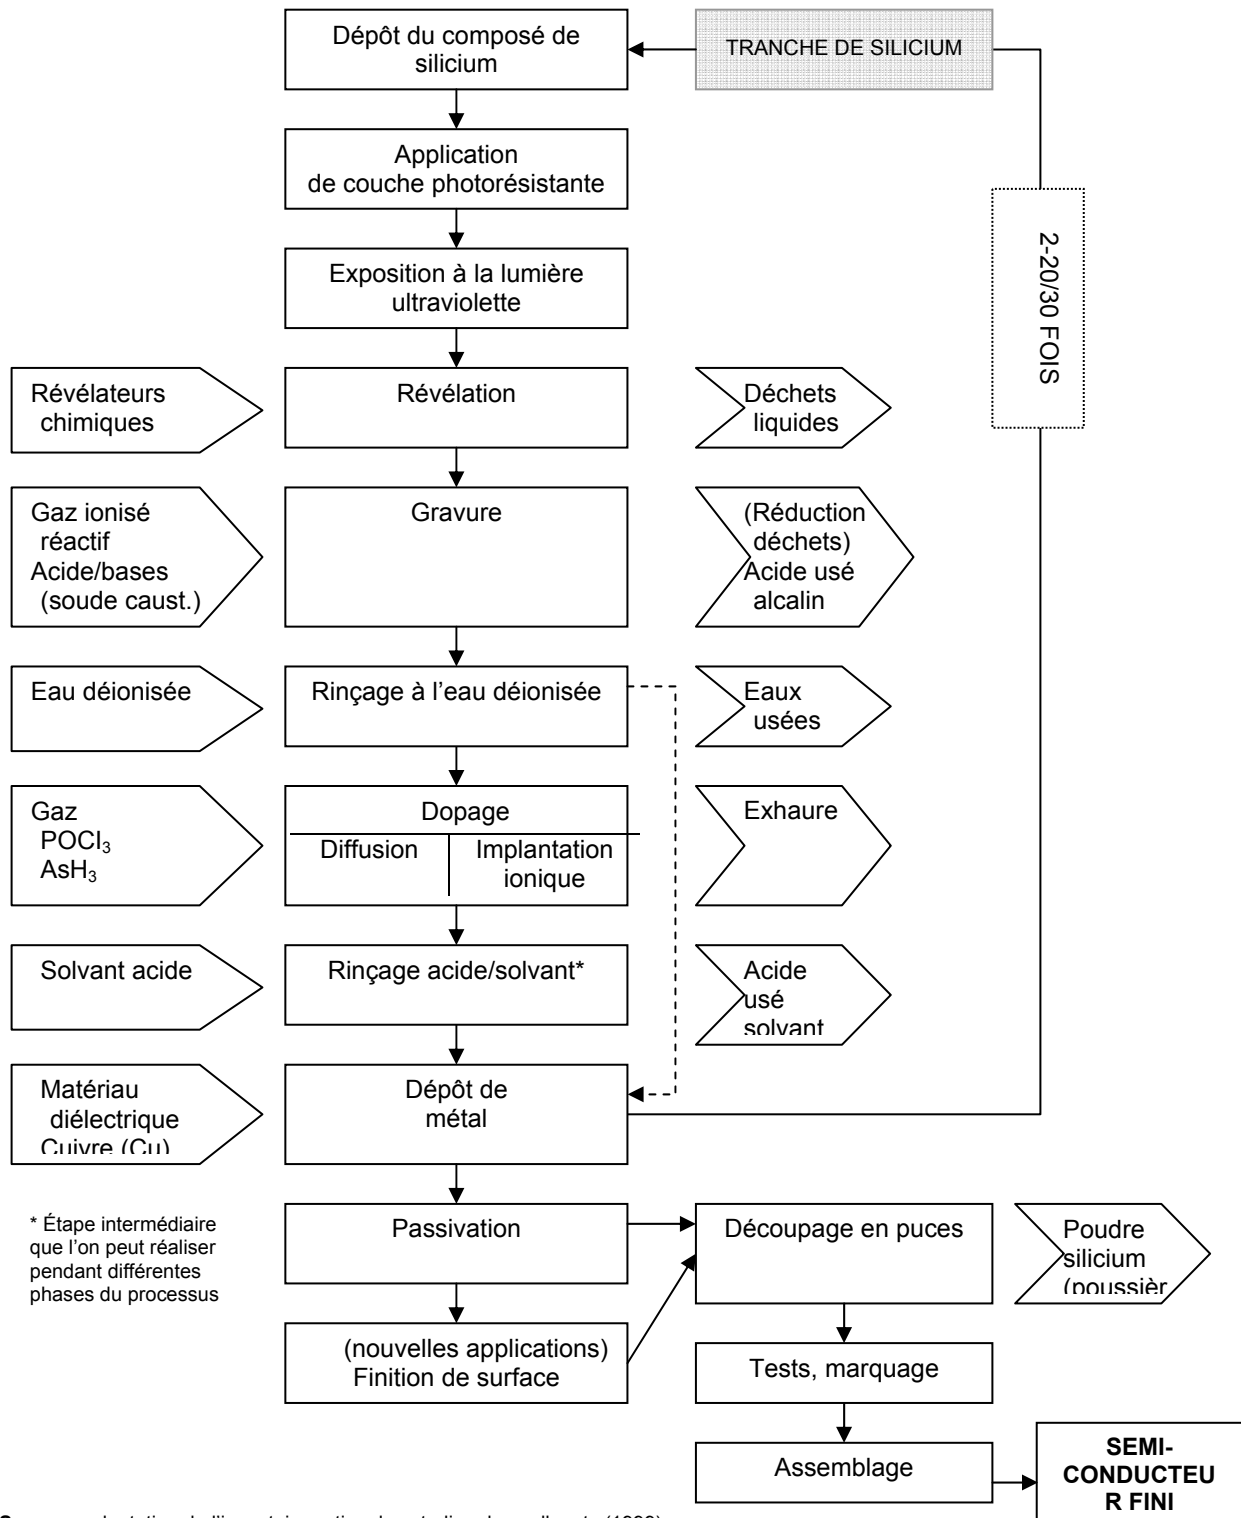 Dépôt du composé de
silicium
TRANCHE DE SILICIUM
Application
de couche photorésistante
2-20/30 FOIS
Exposition à la lumière
ultraviolette
Révélateurs
chimiques
Révélation
Déchets
liquides
Gaz ionisé
réactif
Acide/bases
(soude caust.)
Gravure
(Réduction
déchets)
Acide usé
alcalin
Eau déionisée
Rinçage à l'eau déionisée
Eaux
usées
Gaz
POCl₃
AsH₃
Dopage
Diffusion
Implantation
ionique
Exhaure
Solvant acide
Rinçage acide/solvant*
Acide
usé
solvant
Matériau
diélectrique
Cuivre (Cu)
Dépôt de
métal
* Étape intermédiaire
que l'on peut réaliser
pendant différentes
phases du processus
Passivation
Découpage en puces
Poudre
silicium
(poussièr
(nouvelles applications)
Finition de surface
Tests, marquage
Assemblage
SEMI-
CONDUCTEU
R FINI